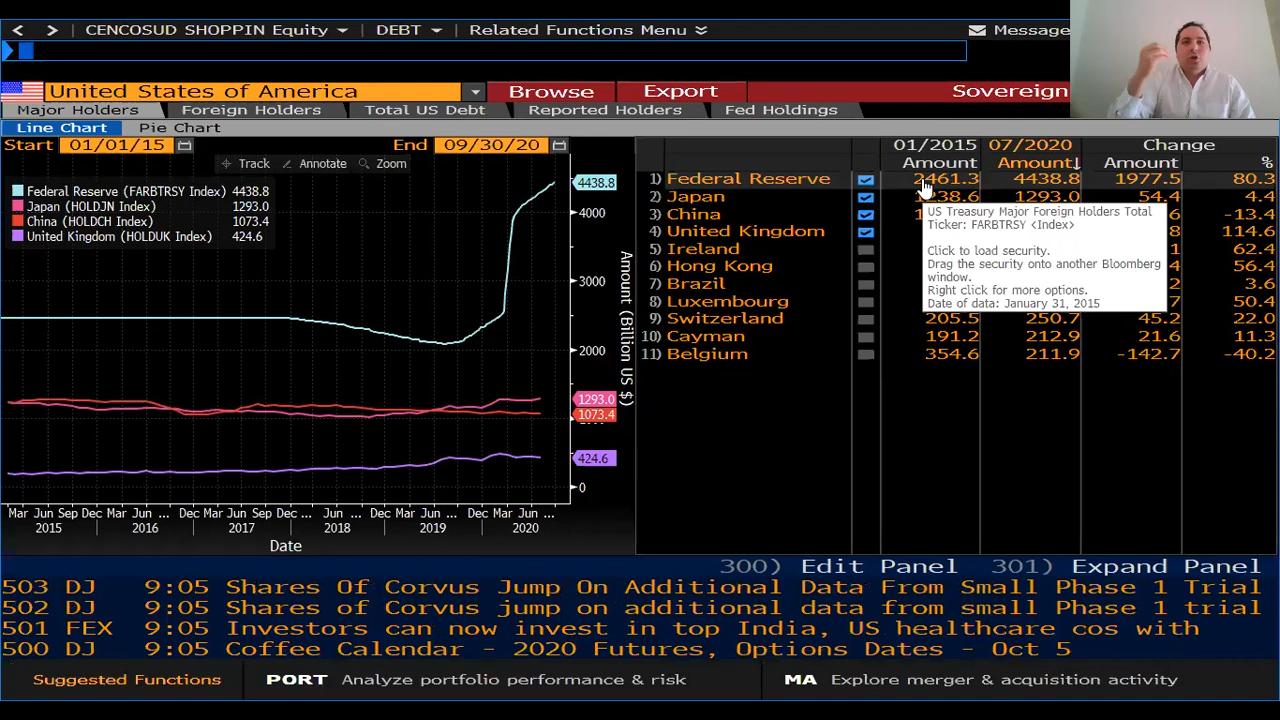 < > CENCOSUD SHOPPIN Equity DEBT Related Functions Menu Message
United States of America Browse Export Sovereign
Major Holders Foreign Holders Total US Debt Reported Holders Fed Holdings
Line Chart Pie Chart
Start 01/01/15 End 09/30/20
Track Annotate Zoom
Federal Reserve (FARBTRSY Index) 4438.8
Japan (HOLDJN Index) 1293.0
China (HOLDCH Index) 1073.4
United Kingdom (HOLDUK Index) 424.6
4438.8
4000
3000
2000
1293.0
1073.4
424.6
0
Amount (Billion US $)
Mar Jun Sep Dec Mar Jun ... Dec Mar Jun Sep Dec ... Jun ... Dec Mar Jun ... Dec Mar Jun ...
2015 2016 2017 2018 2019 2020
Date
01/2015 07/2020 Change
Amount Amount↓ Amount %
1) Federal Reserve 2461.3 4438.8 1977.5 80.3
2) Japan 1238.6 1293.0 54.4 4.4
3) China 6 -13.4
4) United Kingdom 8 114.6
5) Ireland 1 62.4
6) Hong Kong 4 56.4
7) Brazil 7 3.6
8) Luxembourg 7 50.4
9) Switzerland 205.5 250.7 45.2 22.0
10) Cayman 191.2 212.9 21.6 11.3
11) Belgium 354.6 211.9 -142.7 -40.2
US Treasury Major Foreign Holders Total
Ticker: FARBTRSY <Index>
Click to load security.
Drag the security onto another Bloomberg
window.
Right click for more options.
Date of data: January 31, 2015
300) Edit Panel 301) Expand Panel
503 DJ 9:05 Shares Of Corvus Jump On Additional Data From Small Phase 1 Trial
502 DJ 9:05 Shares of Corvus jump on additional data from small Phase 1 trial
501 FEX 9:05 Investors can now invest in top India, US healthcare cos with
500 DJ 9:05 Coffee Calendar - 2020 Futures, Options Dates - Oct 5
Suggested Functions PORT Analyze portfolio performance & risk MA Explore merger & acquisition activity